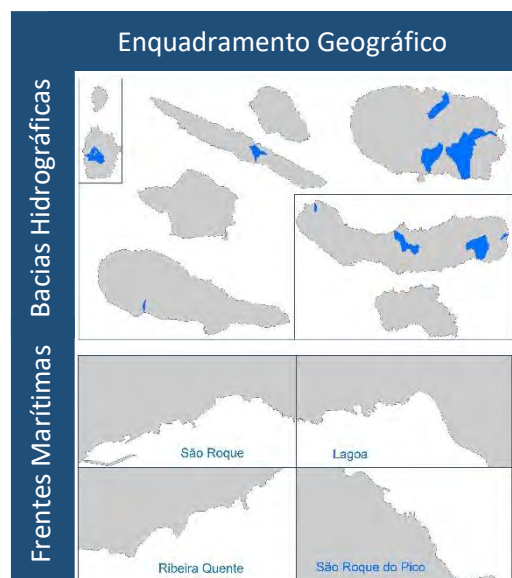 Enquadramento Geográfico
Bacias Hidrográficas
Frentes Marítimas
São Roque
Lagoa
Ribeira Quente
São Roque do Pico